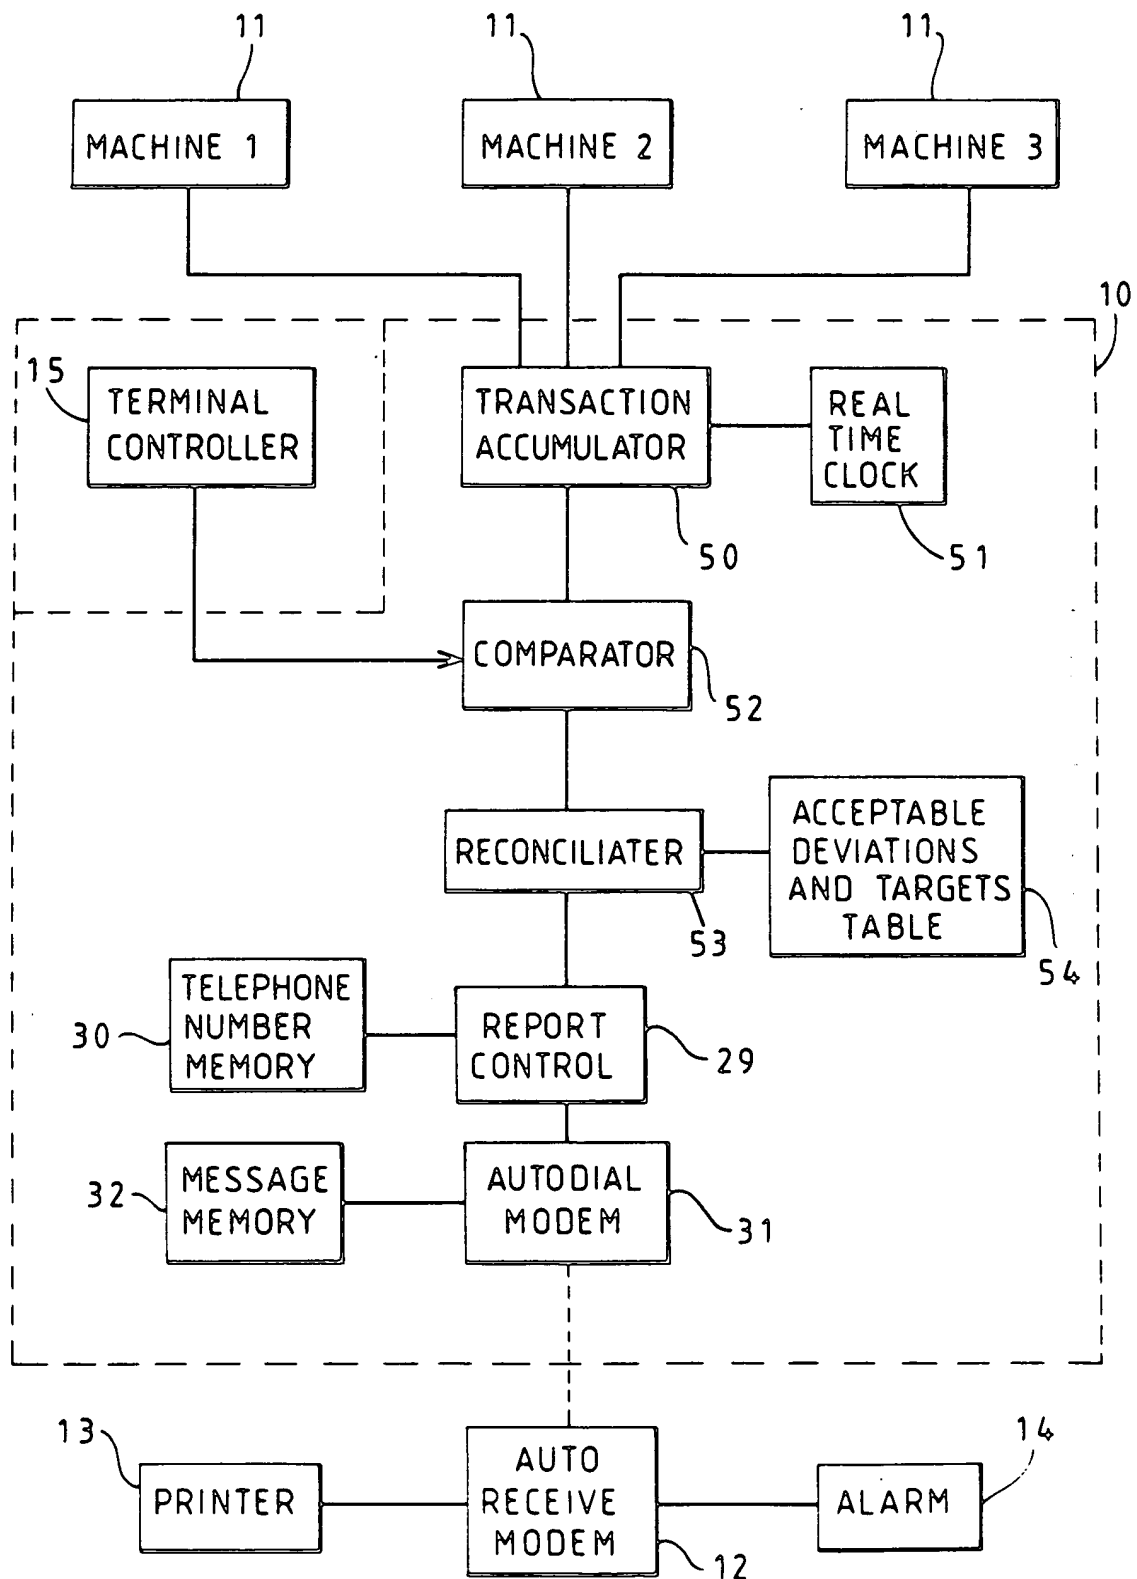 11
11
11
MACHINE 1
MACHINE 2
MACHINE 3
10
15
TERMINAL
CONTROLLER
TRANSACTION
ACCUMULATOR
REAL
TIME
CLOCK
50
51
COMPARATOR
52
RECONCILIATER
53
ACCEPTABLE
DEVIATIONS
AND TARGETS
TABLE
54
TELEPHONE
NUMBER
MEMORY
30
REPORT
CONTROL
29
MESSAGE
MEMORY
32
AUTODIAL
MODEM
31
13
PRINTER
AUTO
RECEIVE
MODEM
12
14
ALARM